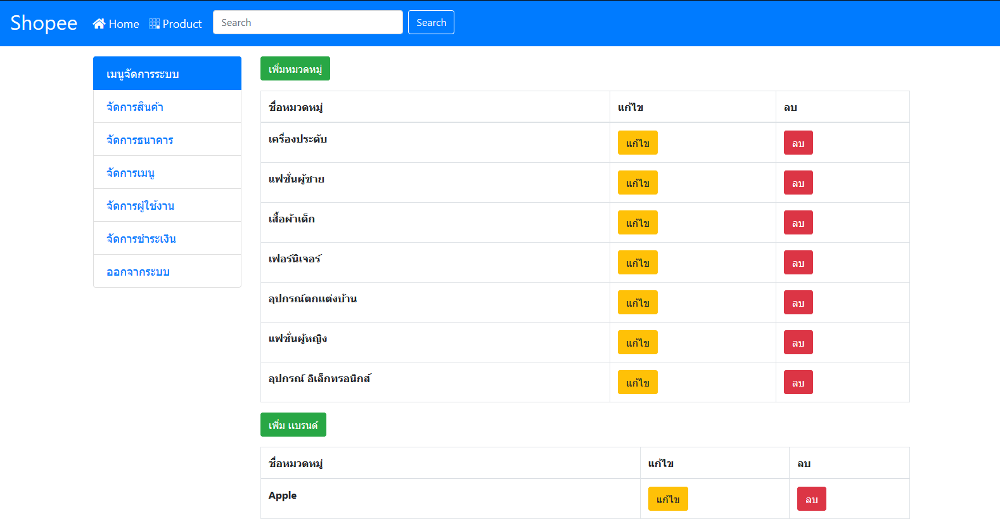 Shopee Home Product Search Search
เมนูจัดการระบบ
จัดการสินค้า
จัดการธนาคาร
จัดการเมนู
จัดการผู้ใช้งาน
จัดการชำระเงิน
ออกจากระบบ
เพิ่มหมวดหมู่
ชื่อหมวดหมู่ แก้ไข ลบ
เครื่องประดับ แก้ไข ลบ
แฟชั่นผู้ชาย แก้ไข ลบ
เสื้อผ้าเด็ก แก้ไข ลบ
เฟอร์นิเจอร์ แก้ไข ลบ
อุปกรณ์ตกแต่งบ้าน แก้ไข ลบ
แฟชั่นผู้หญิง แก้ไข ลบ
อุปกรณ์ อิเล็กทรอนิกส์ แก้ไข ลบ
เพิ่ม แบรนด์
ชื่อหมวดหมู่ แก้ไข ลบ
Apple แก้ไข ลบ